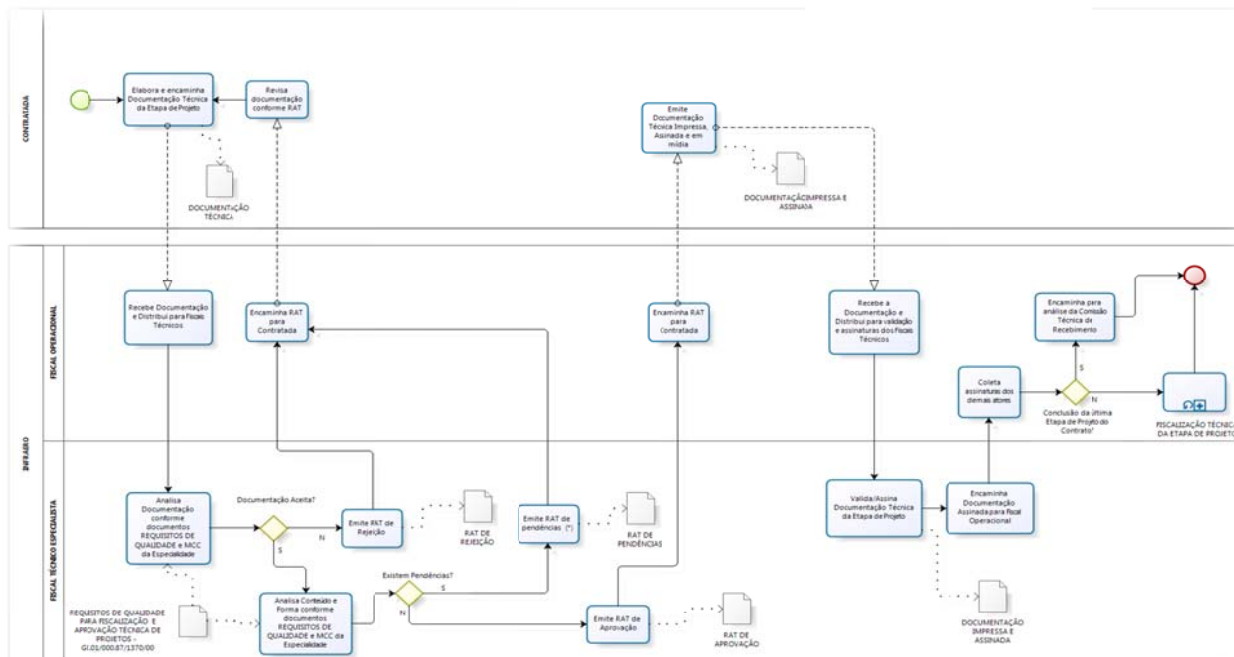 CONTRATADA
Elabora e encaminha
Documentação Técnica
da Etapa de Projeto
Revisa
documentação
conforme RAT
DOCUMENTAÇÃO
TÉCNICA
Emite
Documentação
Técnica Impressa,
Assinada e em
mídia
DOCUMENTAÇÃO IMPRESSA E
ASSINADA
INFRAERO
FISCAL OPERACIONAL
Recebe Documentação
e Distribui para Fiscais
Técnicos
Encaminha RAT
para
Contratada
Encaminha RAT
para
Contratada
Recebe a
Documentação e
Distribui para validação
e assinaturas dos Fiscais
Técnicos
Encaminha para
análise da Comissão
Técnica de
Recebimento
S
N
Coleta
assinaturas dos
demais atores
Conclusão da última
Etapa de Projeto do
Contrato?
FISCALIZAÇÃO TÉCNICA
DA ETAPA DE PROJETO
FISCAL TÉCNICO ESPECIALISTA
Analisa
Documentação
conforme
documentos
REQUISITOS DE
QUALIDADE e MCC
da Especialidade
Documentação Aceita?
N
S
Emite RAT de
Rejeição
RAT DE
REJEIÇÃO
Emite RAT de
pendências (*)
RAT DE
PENDÊNCIAS
Valida/Assina
Documentação Técnica
da Etapa de Projeto
Encaminha
Documentação
Assinada para Fiscal
Operacional
REQUISITOS DE QUALIDADE
PARA FISCALIZAÇÃO E
APROVAÇÃO TÉCNICA DE
PROJETOS -
GI.01/000.87/1370/00
Analisa Conteúdo e
Forma conforme
documentos
REQUISITOS DE
QUALIDADE e MCC da
Especialidade
Existem Pendências?
S
N
Emite RAT de
Aprovação
RAT DE
APROVAÇÃO
DOCUMENTAÇÃO
IMPRESSA E
ASSINADA